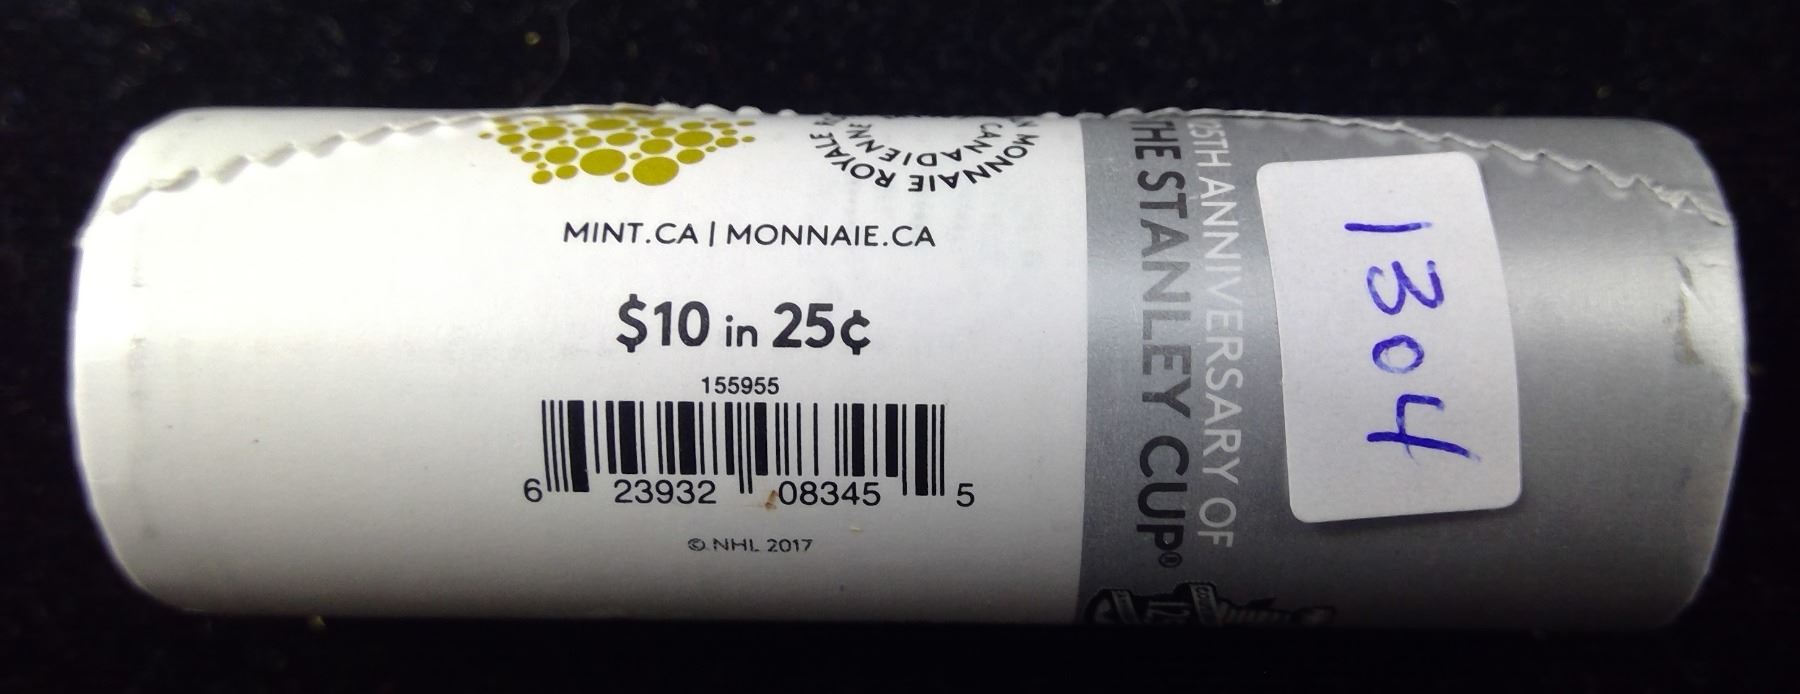 MONNAIE ROYALE
CANADIENNE
MINT.CA | MONNAIE.CA
$10 in 25¢
155955
6 23932 08345 5
© NHL 2017
25TH ANNIVERSARY OF
THE STANLEY CUP®
1304